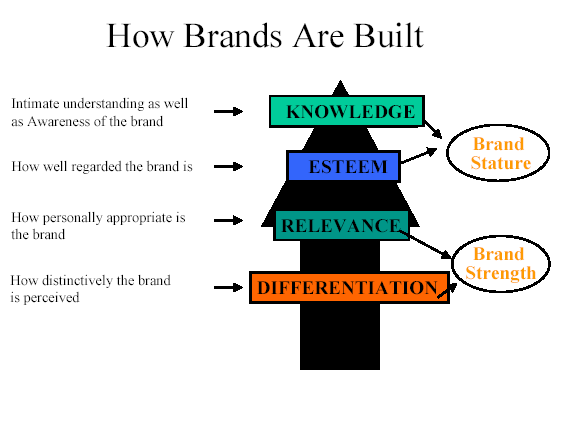 How Brands Are Built
Intimate understanding as well
as Awareness of the brand
KNOWLEDGE
Brand
Stature
How well regarded the brand is
ESTEEM
How personally appropriate is
the brand
RELEVANCE
Brand
Strength
How distinctively the brand
is perceived
DIFFERENTIATION